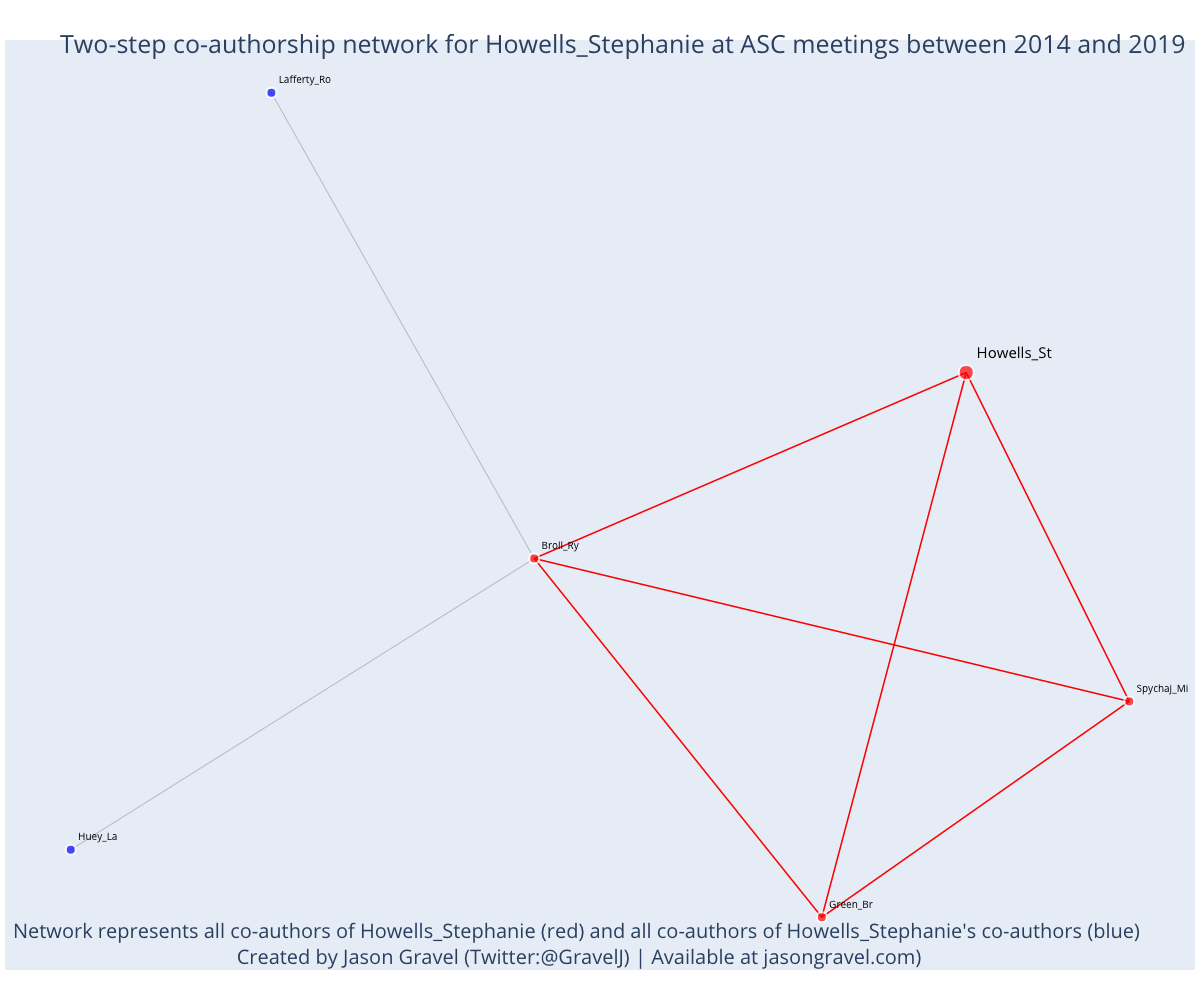 Two-step co-authorship network for Howells_Stephanie at ASC meetings between 2014 and 2019
Lafferty_Ro
Howells_St
Broll_Ry
Spychaj_Mi
Huey_La
Green_Br
Network represents all co-authors of Howells_Stephanie (red) and all co-authors of Howells_Stephanie's co-authors (blue)
Created by Jason Gravel (Twitter:@GravelJ) | Available at jasongravel.com)